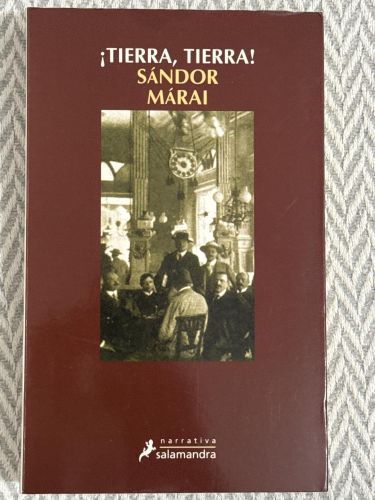 ¡TIERRA, TIERRA!
SÁNDOR
MÁRAI
narrativa
salamandra